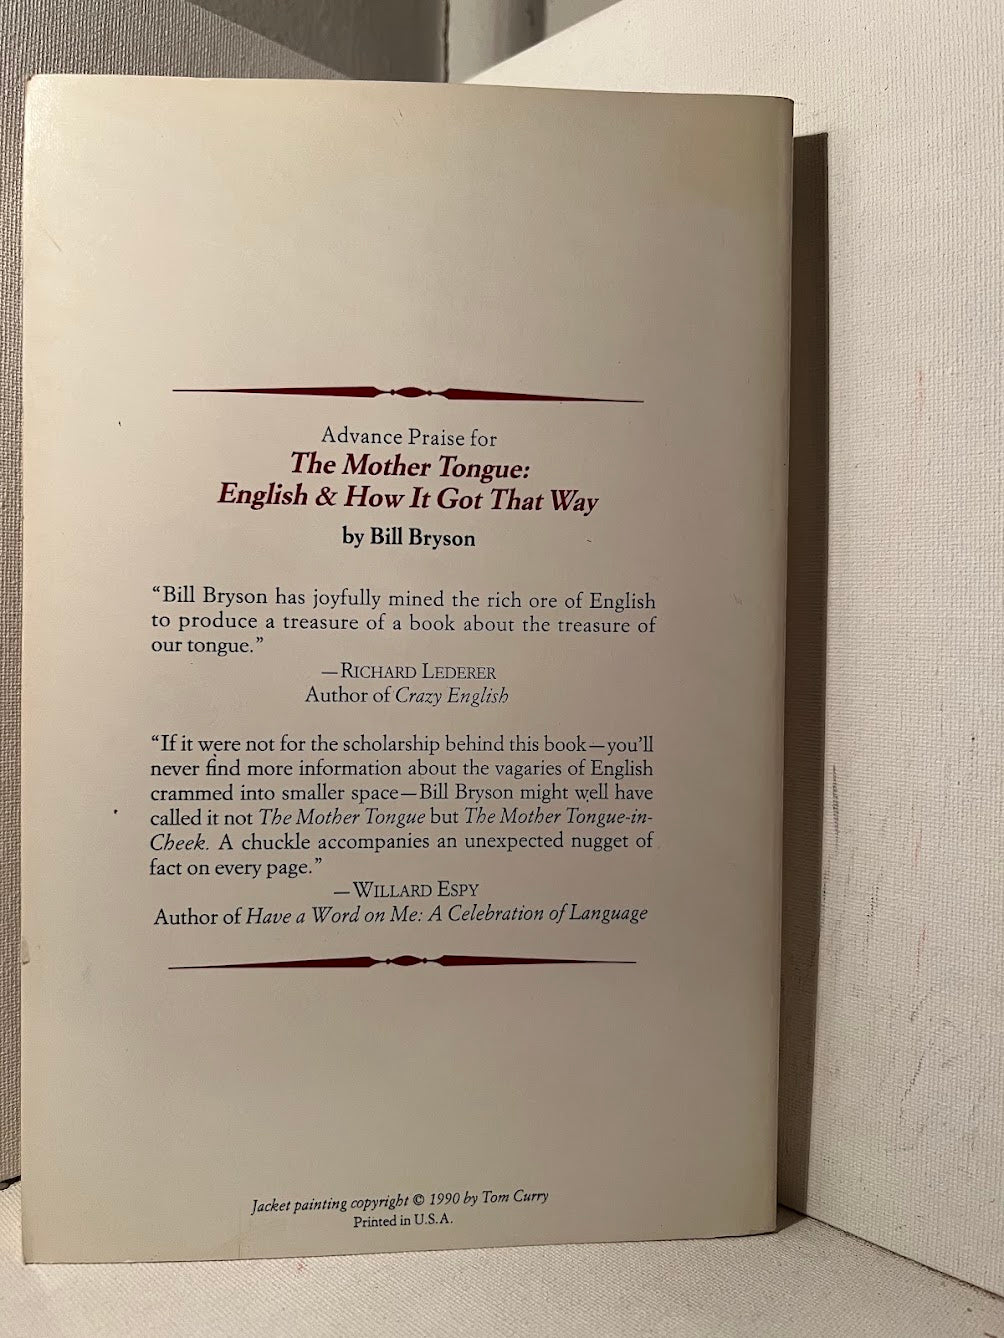 Advance Praise for
The Mother Tongue:
English & How It Got That Way
by Bill Bryson
“Bill Bryson has joyfully mined the rich ore of English
to produce a treasure of a book about the treasure of
our tongue.”
—RICHARD LEDERER
Author of Crazy English
“If it were not for the scholarship behind this book—you’ll
never find more information about the vagaries of English
crammed into smaller space—Bill Bryson might well have
called it not The Mother Tongue but The Mother Tongue-in-
Cheek. A chuckle accompanies an unexpected nugget of
fact on every page.”
—WILLARD ESPY
Author of Have a Word on Me: A Celebration of Language
Jacket painting copyright © 1990 by Tom Curry
Printed in U.S.A.